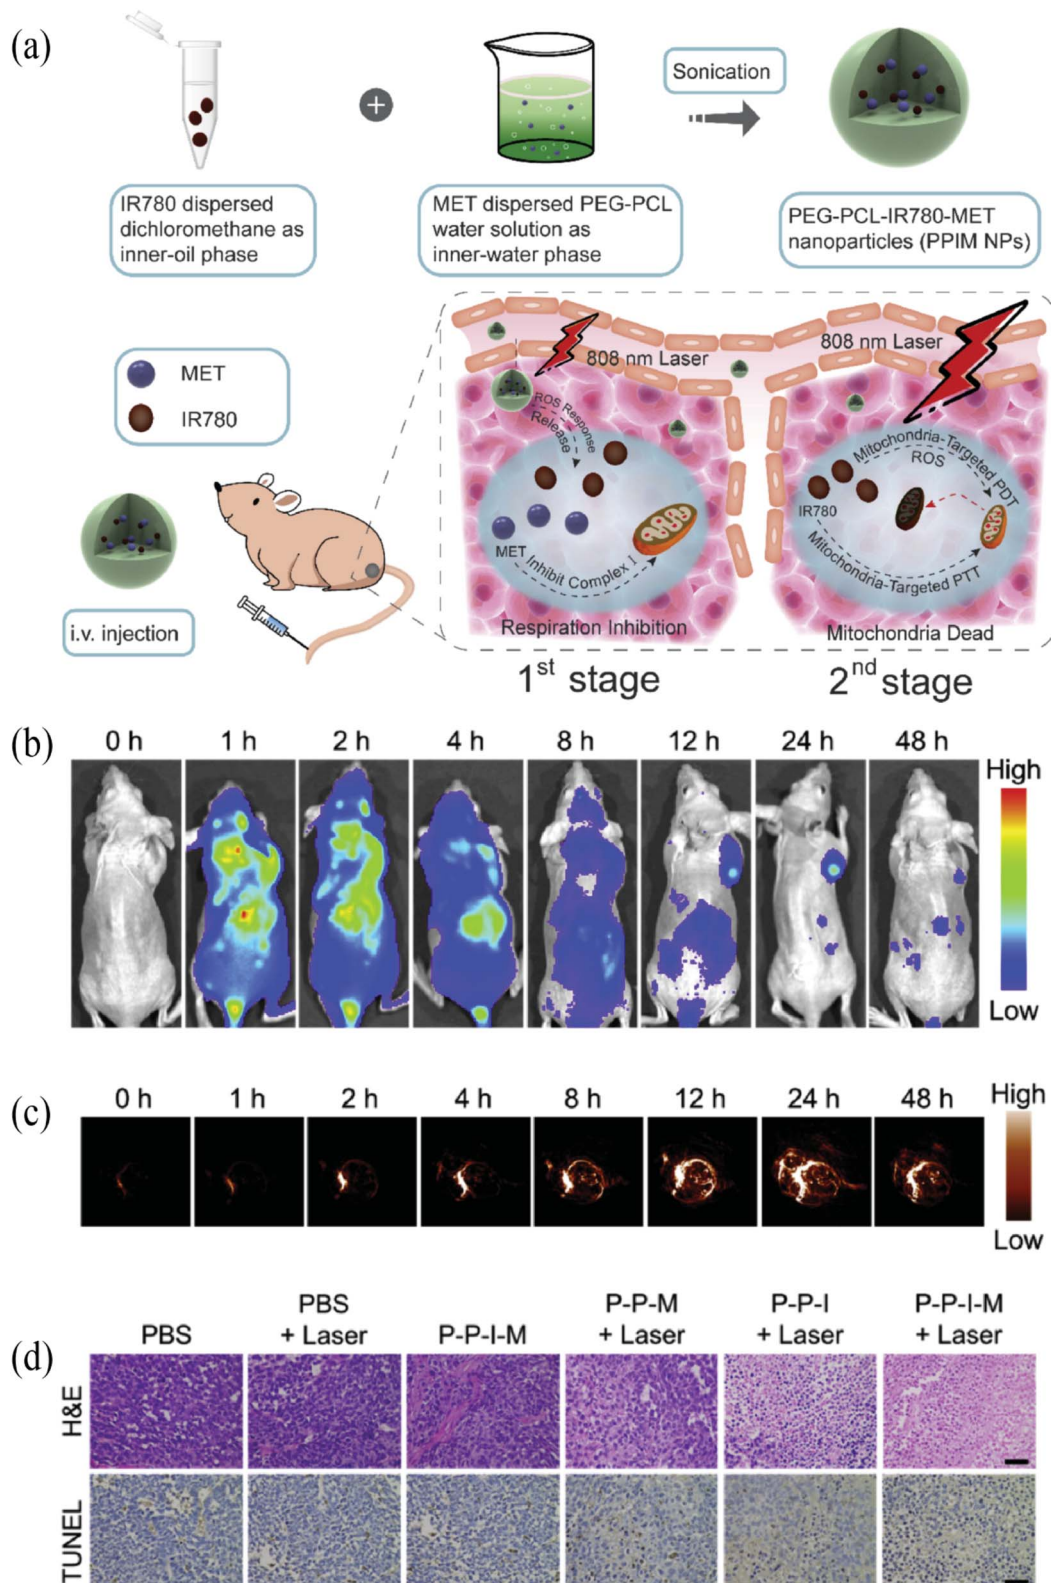 (a)
Sonication
IR780 dispersed
dichloromethane as
inner-oil phase
MET dispersed PEG-PCL
water solution as
inner-water phase
PEG-PCL-IR780-MET
nanoparticles (PPIM NPs)
MET
IR780
i.v. injection
808 nm Laser
ROS Response
Release
MET
Inhibit Complex I
Respiration Inhibition
1st stage
808 nm Laser
Mitochondria-Targeted PDT
ROS
IR780
Mitochondria-Targeted PTT
Mitochondria Dead
2nd stage
(b)
0 h 1 h 2 h 4 h 8 h 12 h 24 h 48 h
High
Low
(c)
0 h 1 h 2 h 4 h 8 h 12 h 24 h 48 h
High
Low
(d)
PBS
PBS
+ Laser
P-P-I-M
P-P-M
+ Laser
P-P-I
+ Laser
P-P-I-M
+ Laser
H&E
TUNEL